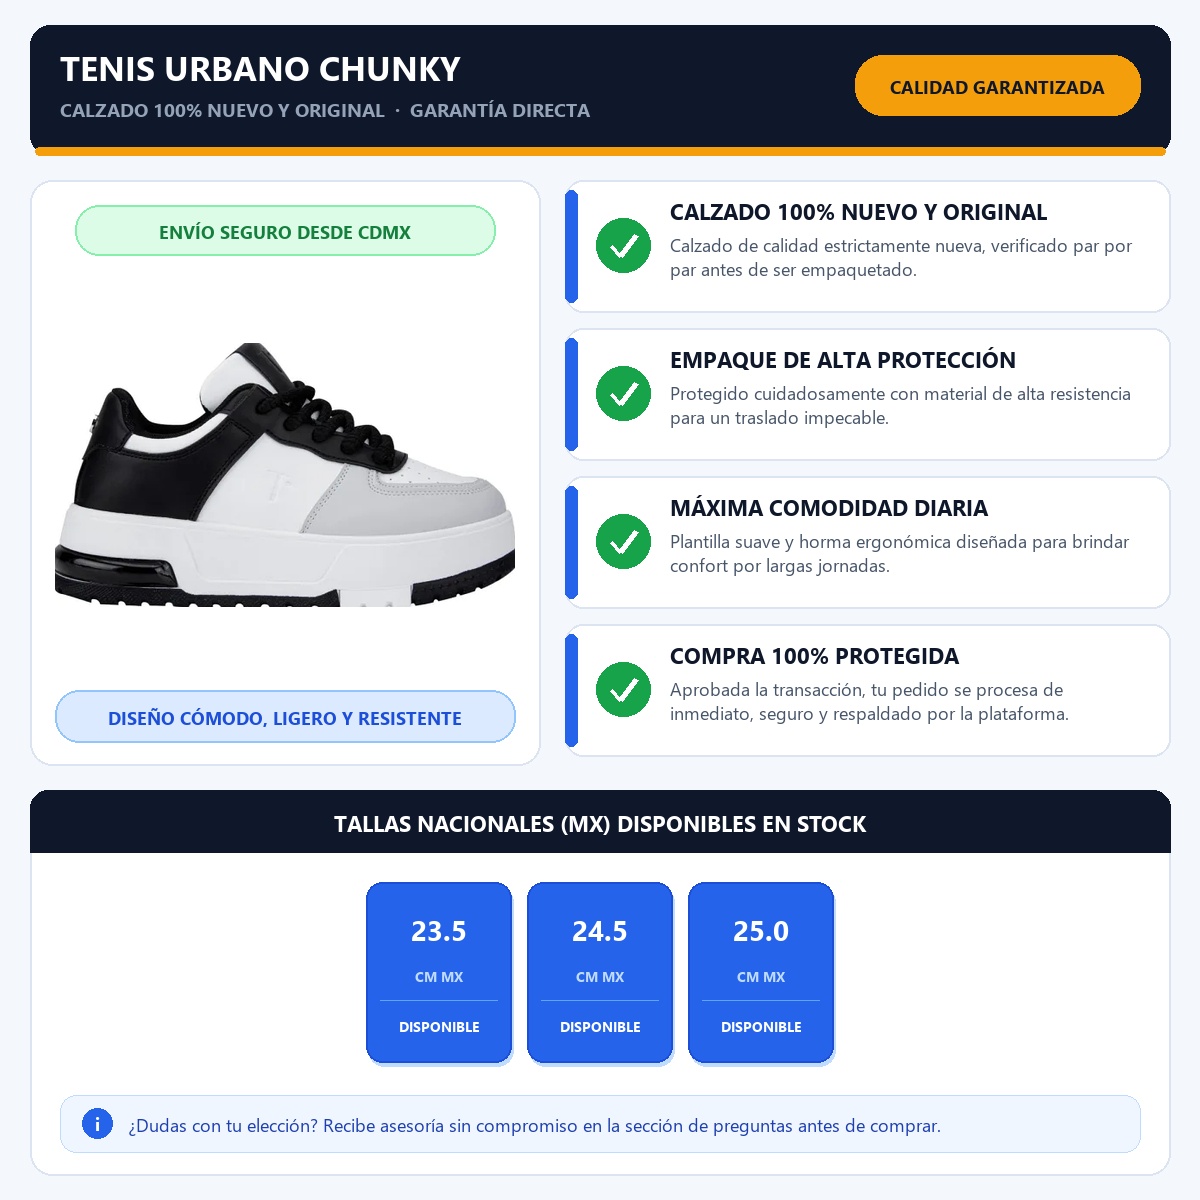 TENIS URBANO CHUNKY
CALZADO 100% NUEVO Y ORIGINAL · GARANTÍA DIRECTA
CALIDAD GARANTIZADA
ENVÍO SEGURO DESDE CDMX
DISEÑO CÓMODO, LIGERO Y RESISTENTE
CALZADO 100% NUEVO Y ORIGINAL
Calzado de calidad estrictamente nueva, verificado par por
par antes de ser empaquetado.
EMPAQUE DE ALTA PROTECCIÓN
Protegido cuidadosamente con material de alta resistencia
para un traslado impecable.
MÁXIMA COMODIDAD DIARIA
Plantilla suave y horma ergonómica diseñada para brindar
confort por largas jornadas.
COMPRA 100% PROTEGIDA
Aprobada la transacción, tu pedido se procesa de
inmediato, seguro y respaldado por la plataforma.
TALLAS NACIONALES (MX) DISPONIBLES EN STOCK
23.5
CM MX
DISPONIBLE
24.5
CM MX
DISPONIBLE
25.0
CM MX
DISPONIBLE
¿Dudas con tu elección? Recibe asesoría sin compromiso en la sección de preguntas antes de comprar.